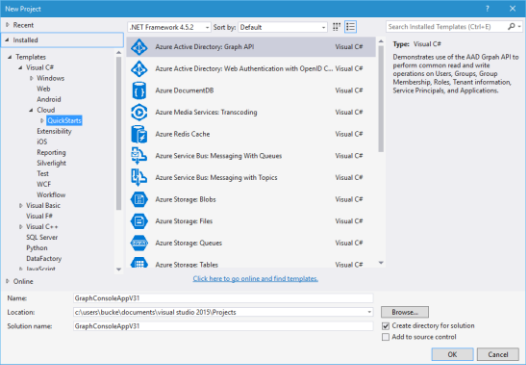 New Project
? ×
Recent
.NET Framework 4.5.2
Sort by: Default
Search Installed Templates (Ctrl+E)
Installed
Templates
Visual C#
Windows
Web
Android
Cloud
QuickStarts
Extensibility
iOS
Reporting
Silverlight
Test
WCF
Workflow
Visual Basic
Visual F#
Visual C++
SQL Server
Python
DataFactory
JavaScript
Online
Azure Active Directory: Graph API Visual C#
Azure Active Directory: Web Authentication with OpenID C... Visual C#
Azure DocumentDB Visual C#
Azure Media Services: Transcoding Visual C#
Azure Redis Cache Visual C#
Azure Service Bus: Messaging With Queues Visual C#
Azure Service Bus: Messaging with Topics Visual C#
Azure Storage: Blobs Visual C#
Azure Storage: Files Visual C#
Azure Storage: Queues Visual C#
Azure Storage: Tables Visual C#
Click here to go online and find templates.
Type: Visual C#
Demonstrates use of the AAD Grpah API to
perform common read and write
operations on Users, Groups, Group
Membership, Roles, Tenant information,
Service Principals, and Applications.
Name: GraphConsoleAppV31
Location: c:\users\bucke\documents\visual studio 2015\Projects
Browse...
Solution name: GraphConsoleAppV31
Create directory for solution
Add to source control
OK Cancel